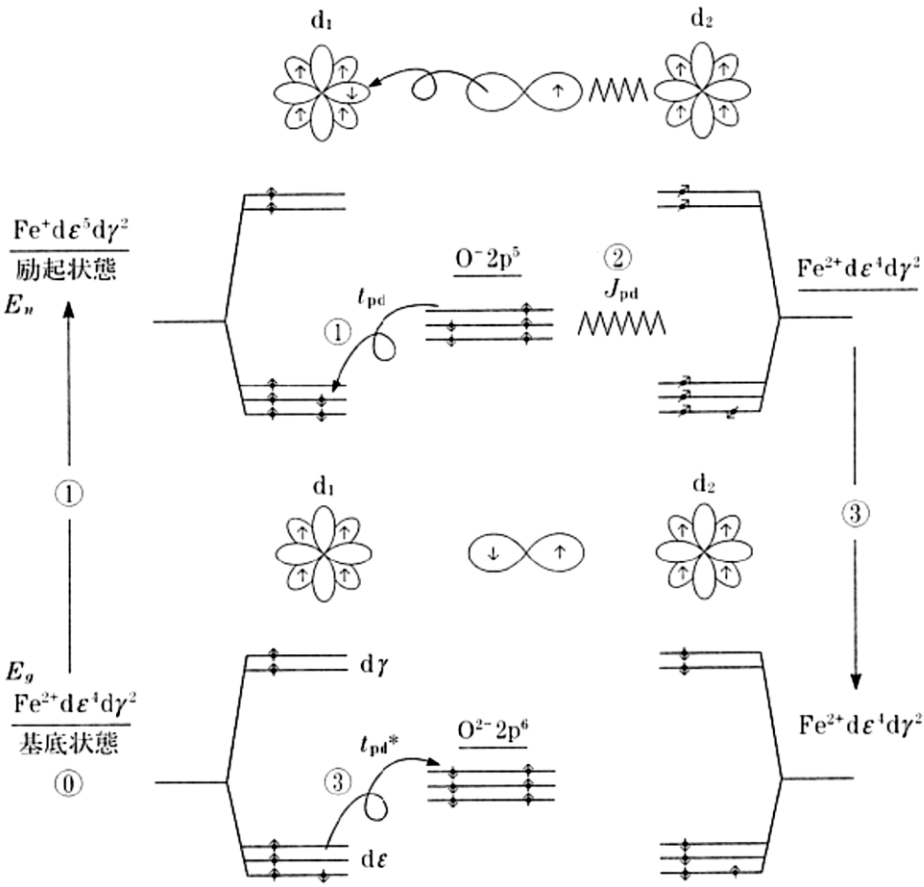 d₁
d₂
Fe⁺dε⁵dγ²
励起状態
Eₙ
O⁻2p⁵
②
J_pd
t_pd
①
Fe²⁺dε⁴dγ²
①
d₁
d₂
③
E_g
Fe²⁺dε⁴dγ²
基底状態
⓪
dγ
O²⁻2p⁶
t_pd*
③
dε
Fe²⁺dε⁴dγ²